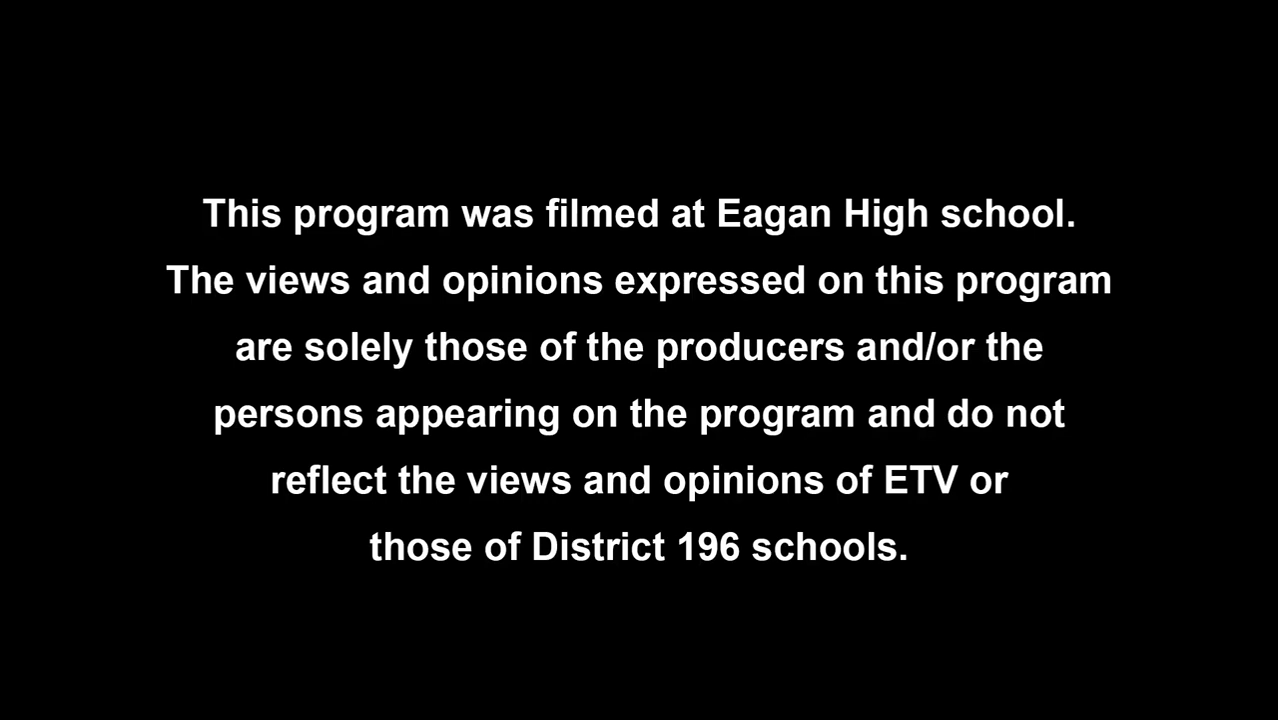 This program was filmed at Eagan High school.
The views and opinions expressed on this program
are solely those of the producers and/or the
persons appearing on the program and do not
reflect the views and opinions of ETV or
those of District 196 schools.